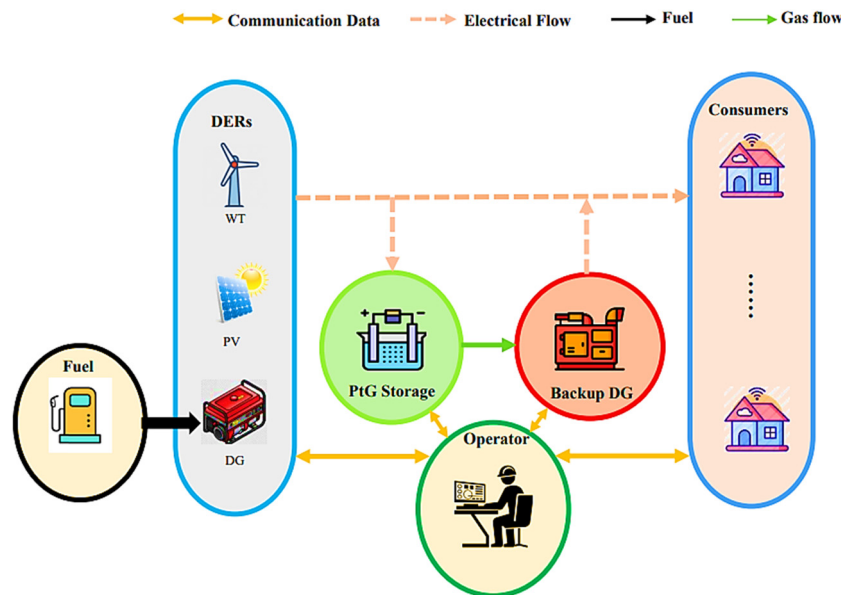 Communication Data
Electrical Flow
Fuel
Gas flow
DERs
Consumers
WT
PV
Fuel
PtG Storage
Backup DG
DG
Operator